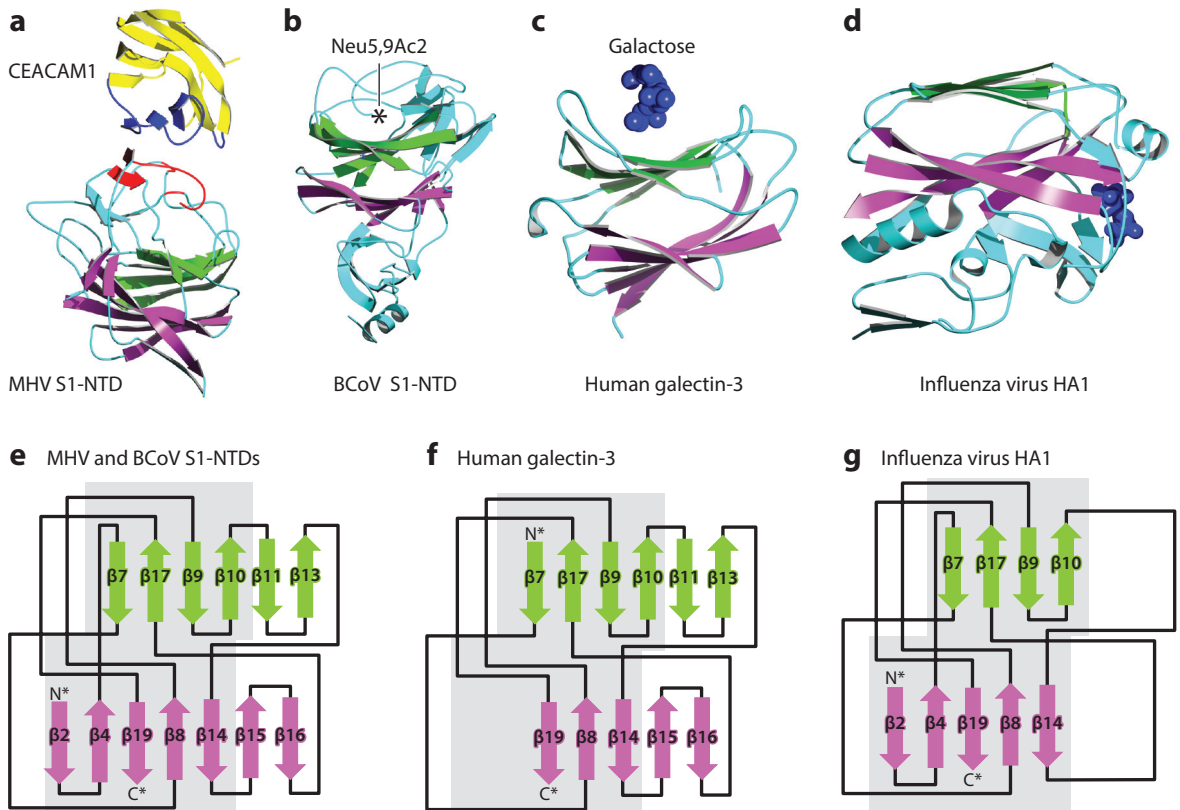 a
CEACAM1
MHV S1-NTD
b
Neu5,9Ac2
*
BCoV S1-NTD
c
Galactose
Human galectin-3
d
Influenza virus HA1
e MHV and BCoV S1-NTDs
β7 β17 β9 β10 β11 β13
N*
β2 β4 β19 β8 β14 β15 β16
C*
f Human galectin-3
N*
β7 β17 β9 β10 β11 β13
β19 β8 β14 β15 β16
C*
g Influenza virus HA1
β7 β17 β9 β10
N*
β2 β4 β19 β8 β14
C*